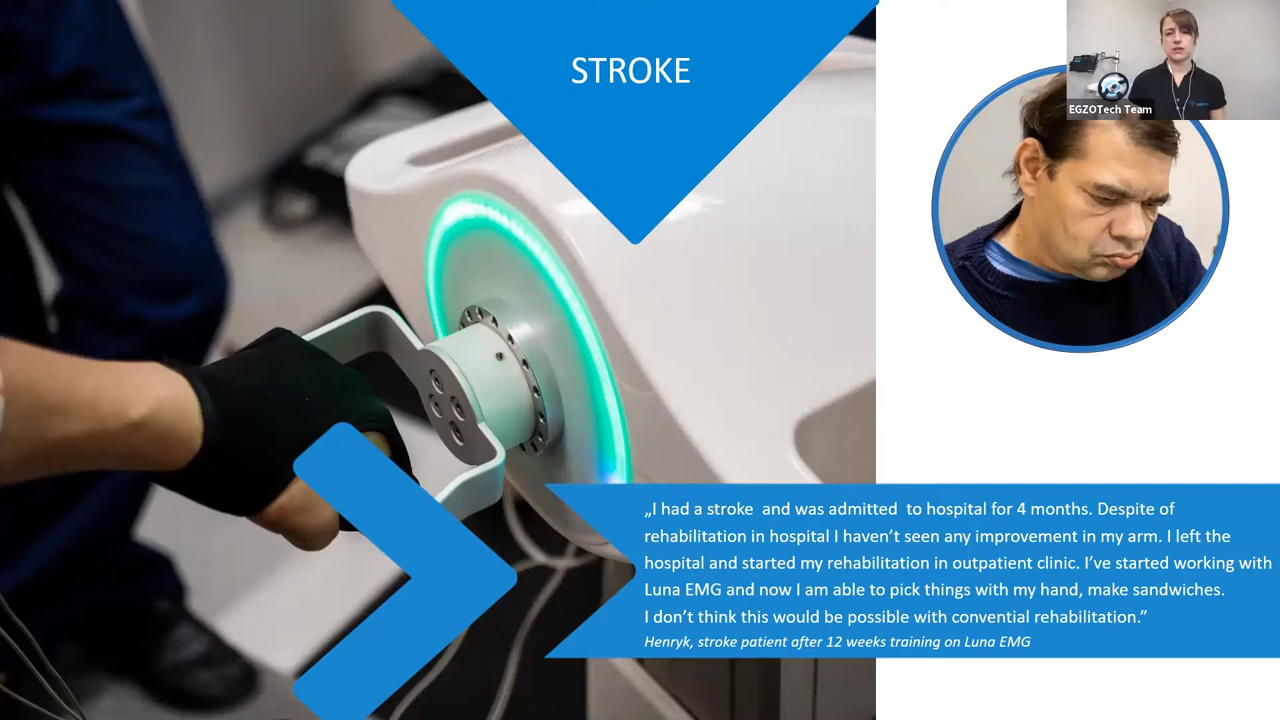 STROKE
EGZOTech Team
„I had a stroke and was admitted to hospital for 4 months. Despite of
rehabilitation in hospital I haven’t seen any improvement in my arm. I left the
hospital and started my rehabilitation in outpatient clinic. I’ve started working with
Luna EMG and now I am able to pick things with my hand, make sandwiches.
I don’t think this would be possible with convential rehabilitation.”
Henryk, stroke patient after 12 weeks training on Luna EMG